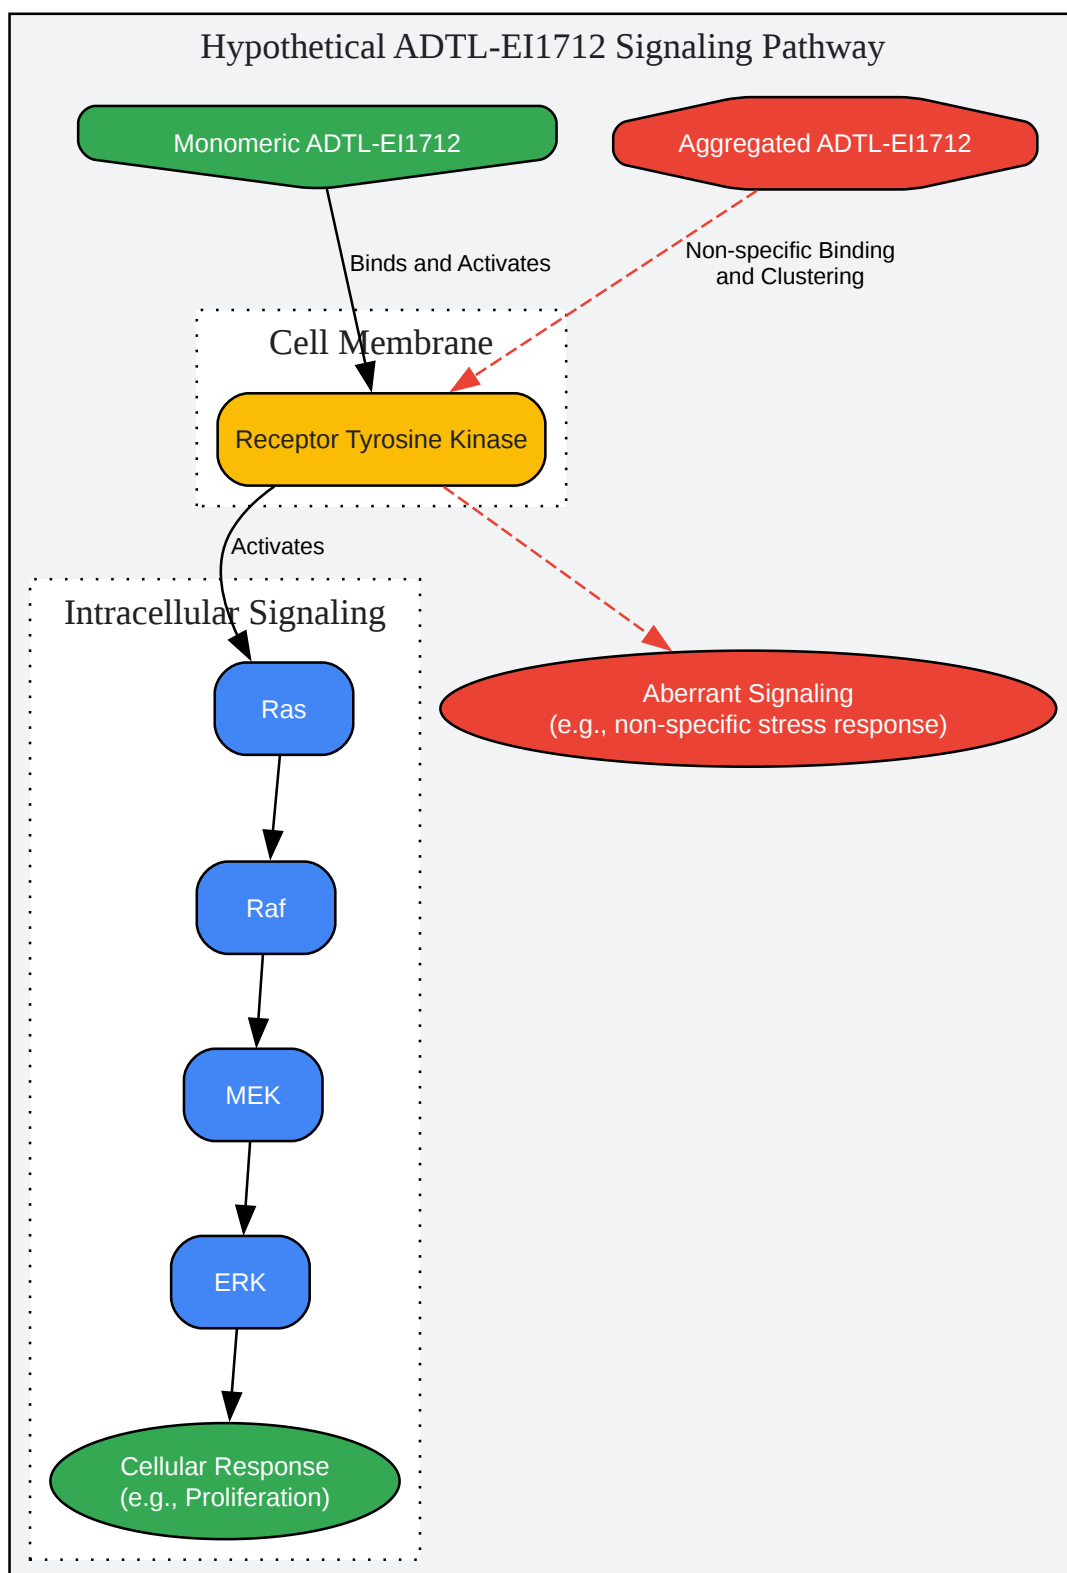 Hypothetical ADTL-EI1712 Signaling Pathway
Monomeric ADTL-EI1712
Aggregated ADTL-EI1712
Binds and Activates
Non-specific Binding
and Clustering
Cell Membrane
Receptor Tyrosine Kinase
Activates
Intracellular Signaling
Ras
Aberrant Signaling
(e.g., non-specific stress response)
Raf
MEK
ERK
Cellular Response
(e.g., Proliferation)